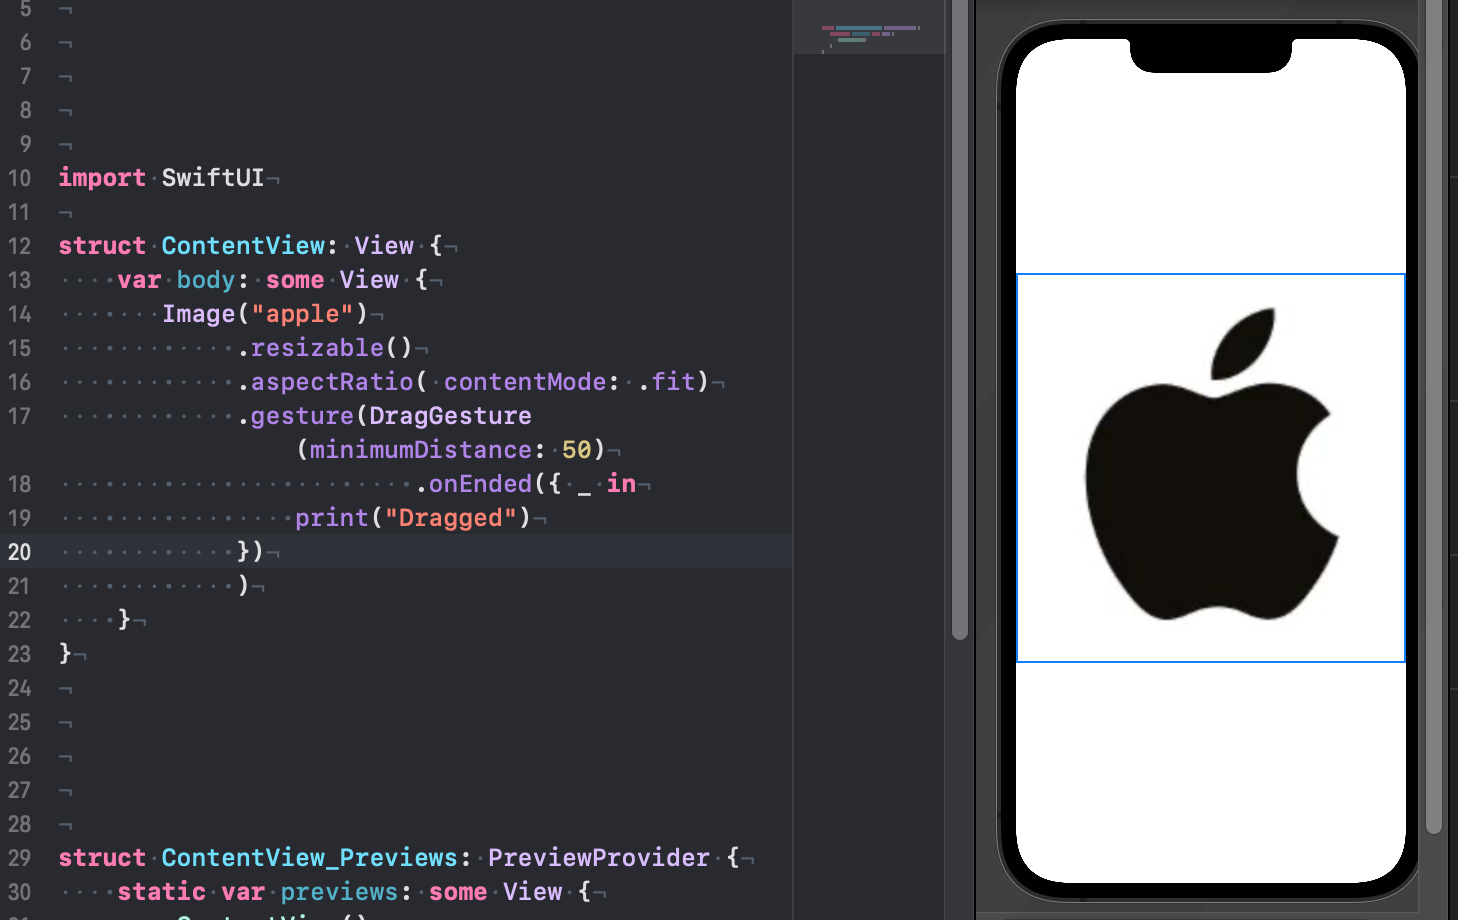 5
6
7
8
9
10 import SwiftUI
11
12 struct ContentView: View {
13 var body: some View {
14 Image("apple")
15 .resizable()
16 .aspectRatio( contentMode: .fit)
17 .gesture(DragGesture
(minimumDistance: 50)
18 .onEnded({ _ in
19 print("Dragged")
20 })
21 )
22 }
23 }
24
25
26
27
28
29 struct ContentView_Previews: PreviewProvider {
30 static var previews: some View {
31 ContentView()